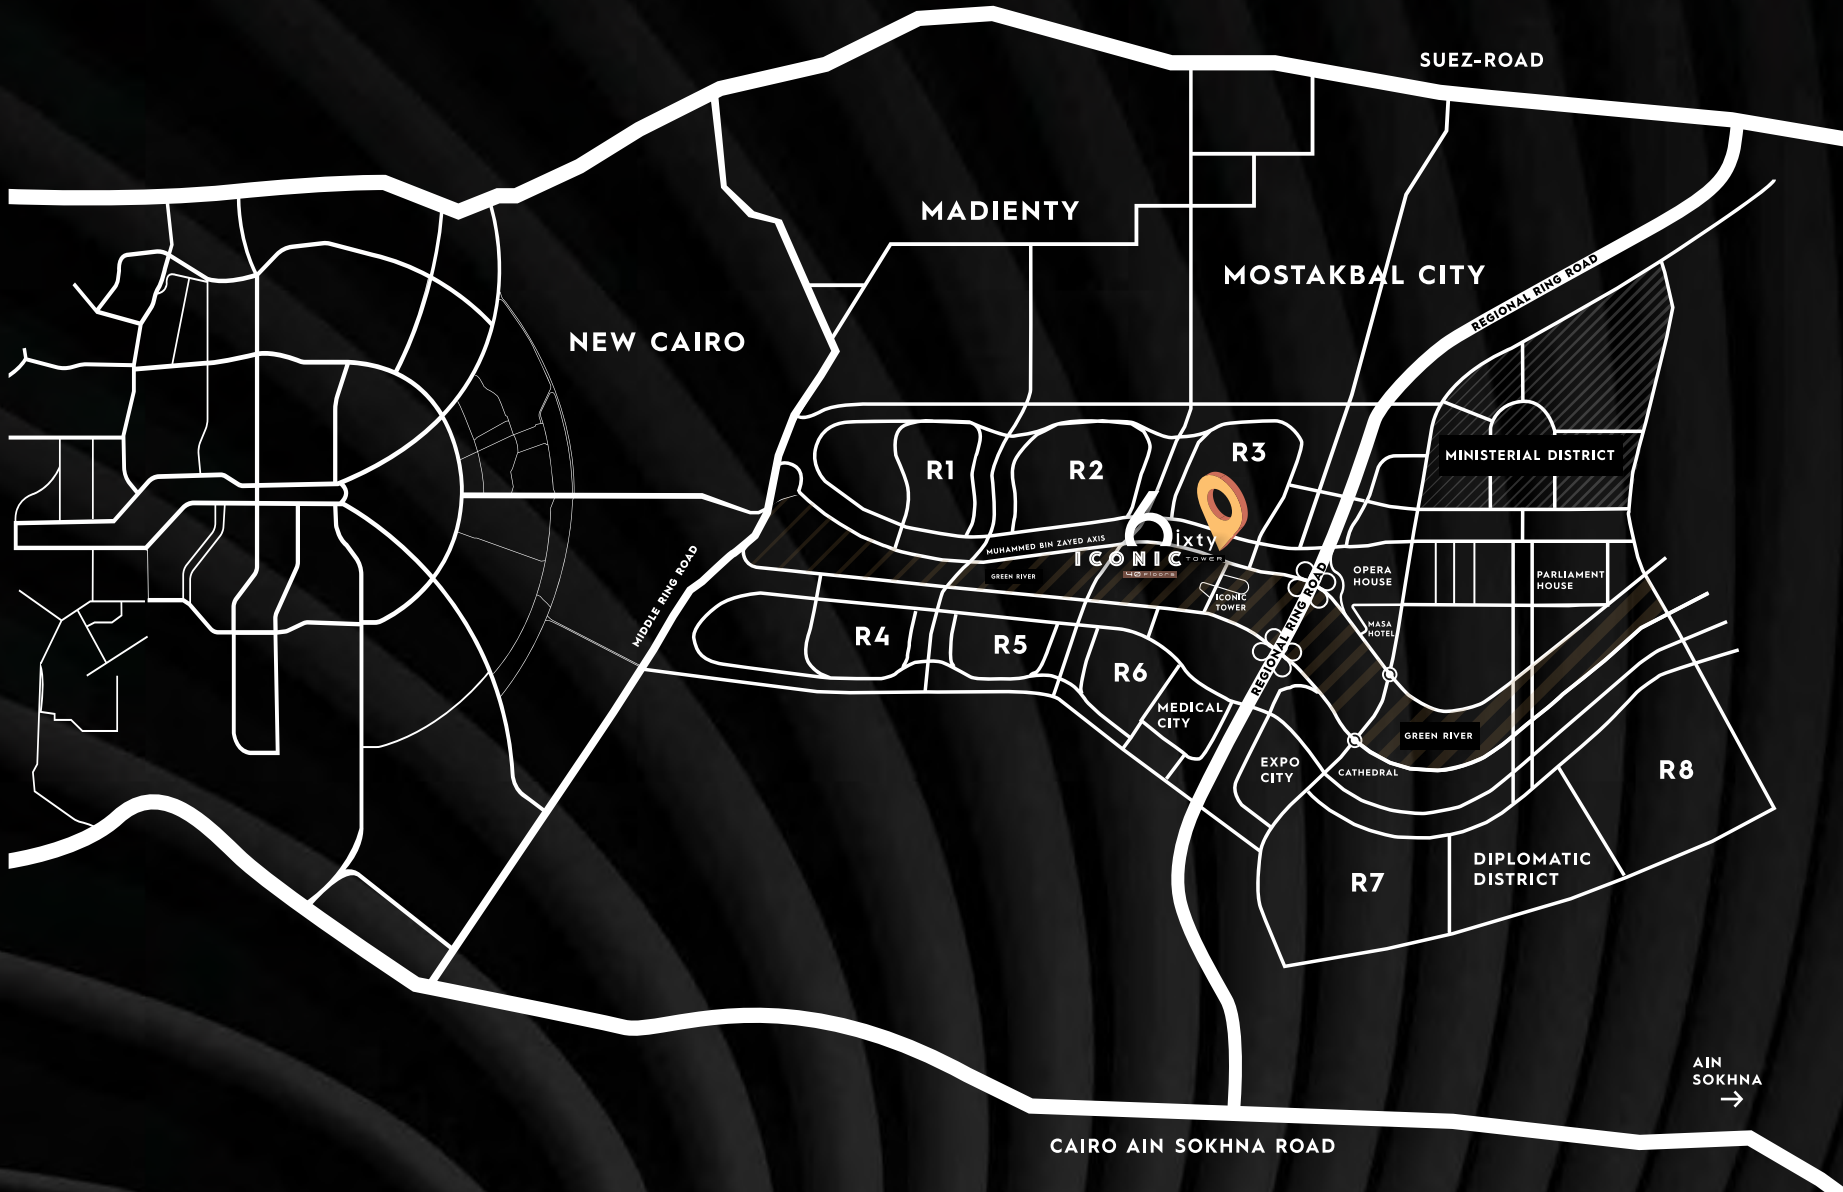 SUEZ-ROAD
MADIENTY
MOSTAKBAL CITY
REGIONAL RING ROAD
NEW CAIRO
R3
R1
R2
MINISTERIAL DISTRICT
6ixty
MUHAMMED BIN ZAYED AXIS
ICONIC TOWER
40 FLOORS
GREEN RIVER
OPERA
HOUSE
PARLIAMENT
HOUSE
ICONIC
TOWER
MIDDLE RING ROAD
REGIONAL RING ROAD
MASA
HOTEL
R4
R5
R6
MEDICAL
CITY
GREEN RIVER
EXPO
CITY
CATHEDRAL
R8
DIPLOMATIC
DISTRICT
R7
AIN
SOKHNA
CAIRO AIN SOKHNA ROAD